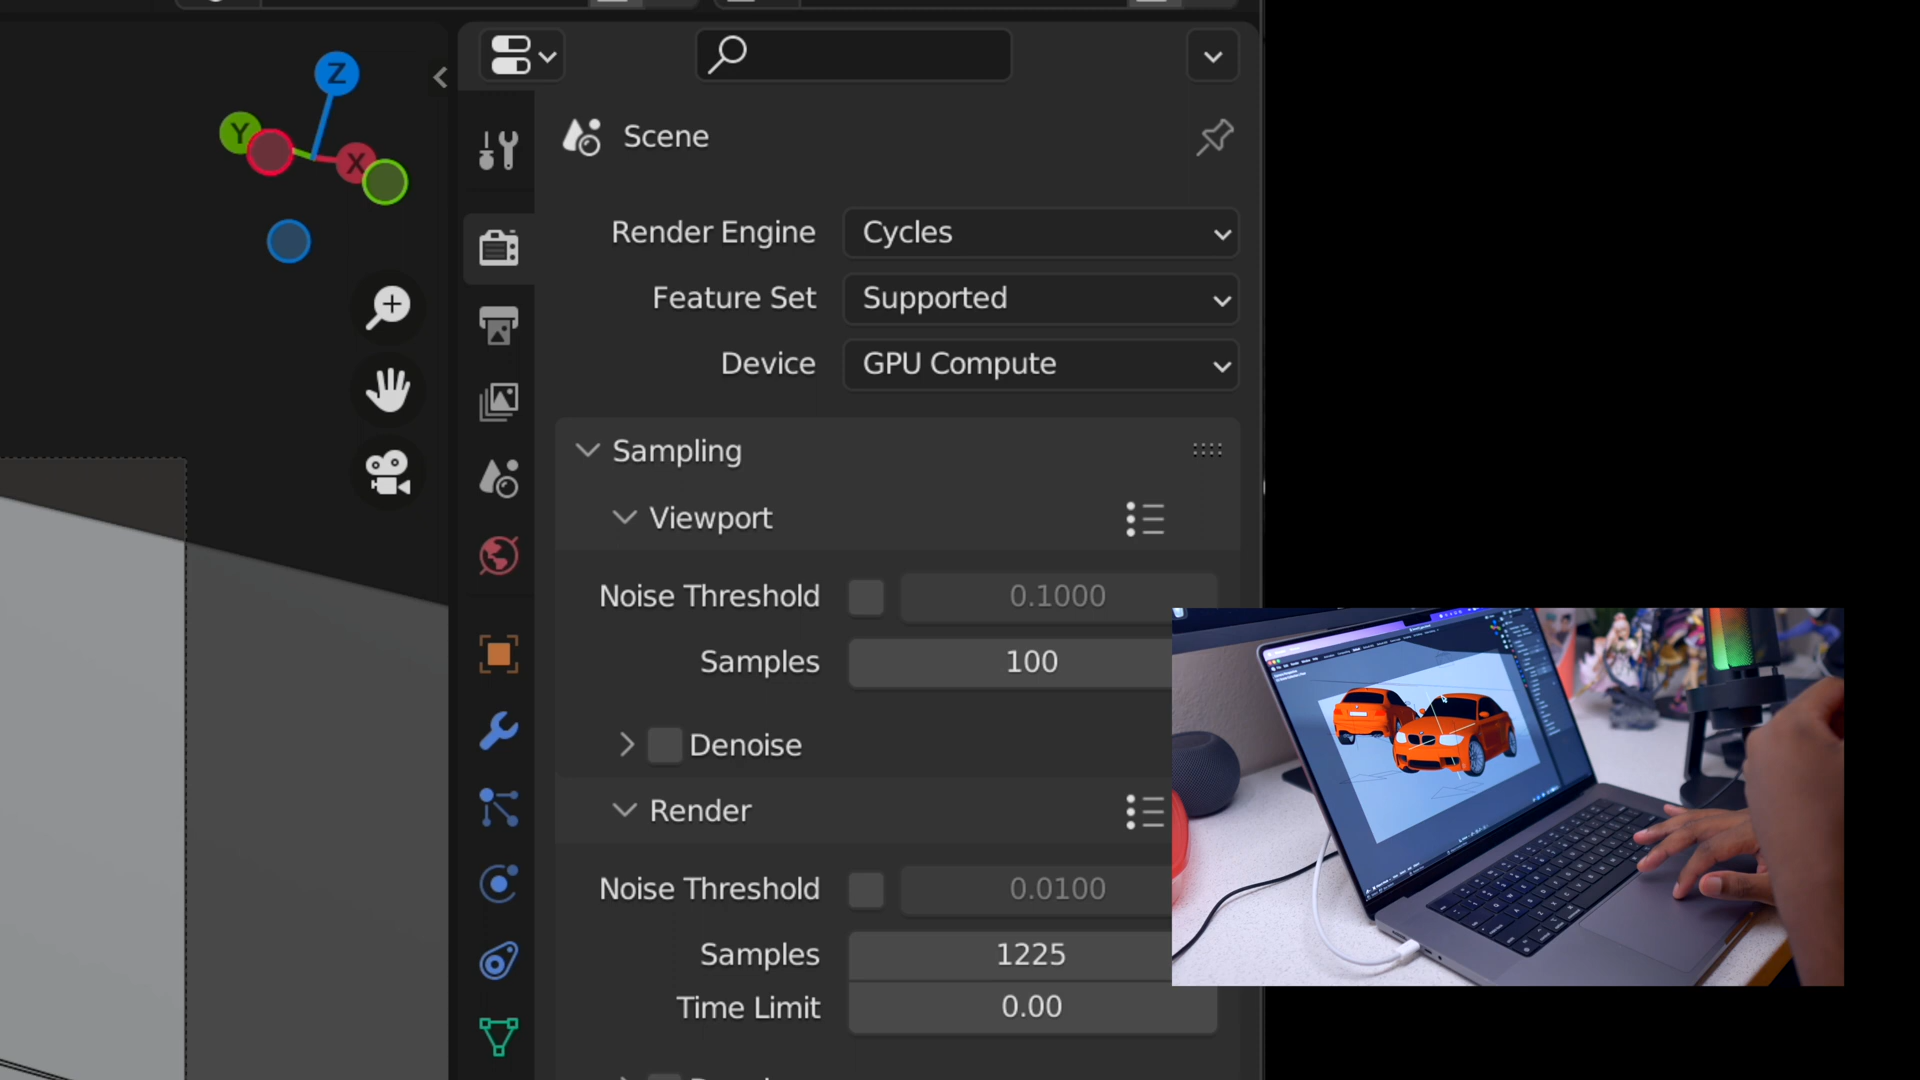 Z
Y
X
Scene
Render Engine Cycles
Feature Set Supported
Device GPU Compute
Sampling
Viewport
Noise Threshold 0.1000
Samples 100
Denoise
Render
Noise Threshold 0.0100
Samples 1225
Time Limit 0.00